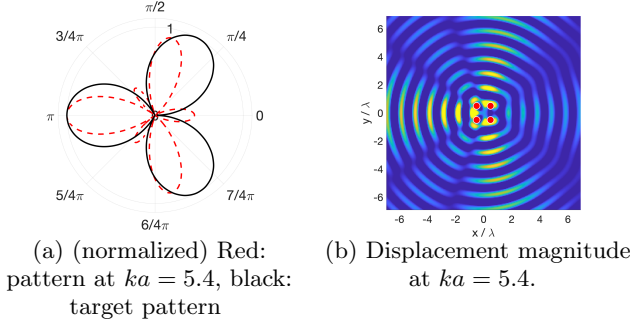 π/2
3/4π
1
π/4
π
0
5/4π
7/4π
6/4π
6
4
2
0
-2
-4
-6
y / λ
-6 -4 -2 0 2 4 6
x / λ
(a) (normalized) Red:
pattern at ka = 5.4, black:
target pattern
(b) Displacement magnitude
at ka = 5.4.